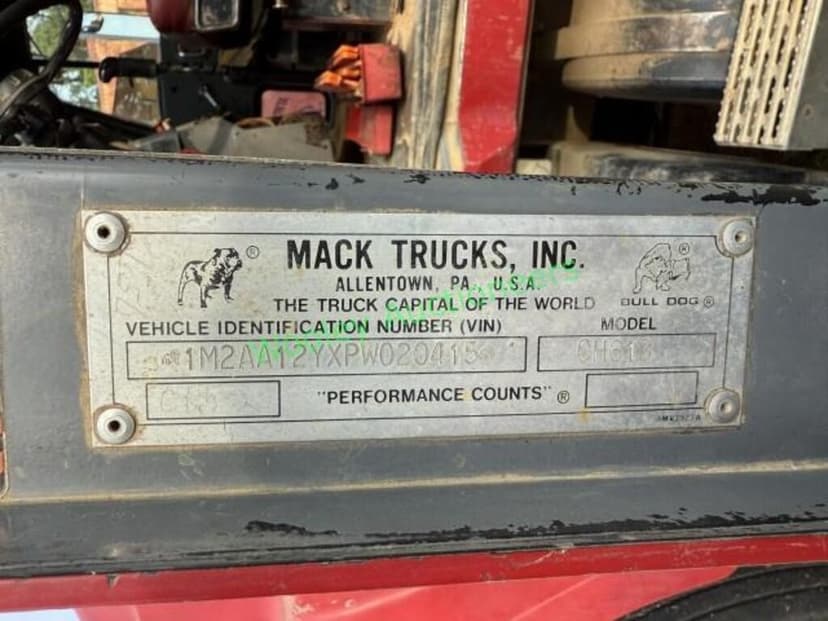 MACK TRUCKS, INC.
ALLENTOWN, PA. U.S.A.
THE TRUCK CAPITAL OF THE WORLD
BULL DOG ®
VEHICLE IDENTIFICATION NUMBER (VIN)
MODEL
1M2AA12YXPW020415
CH613
"PERFORMANCE COUNTS" ®